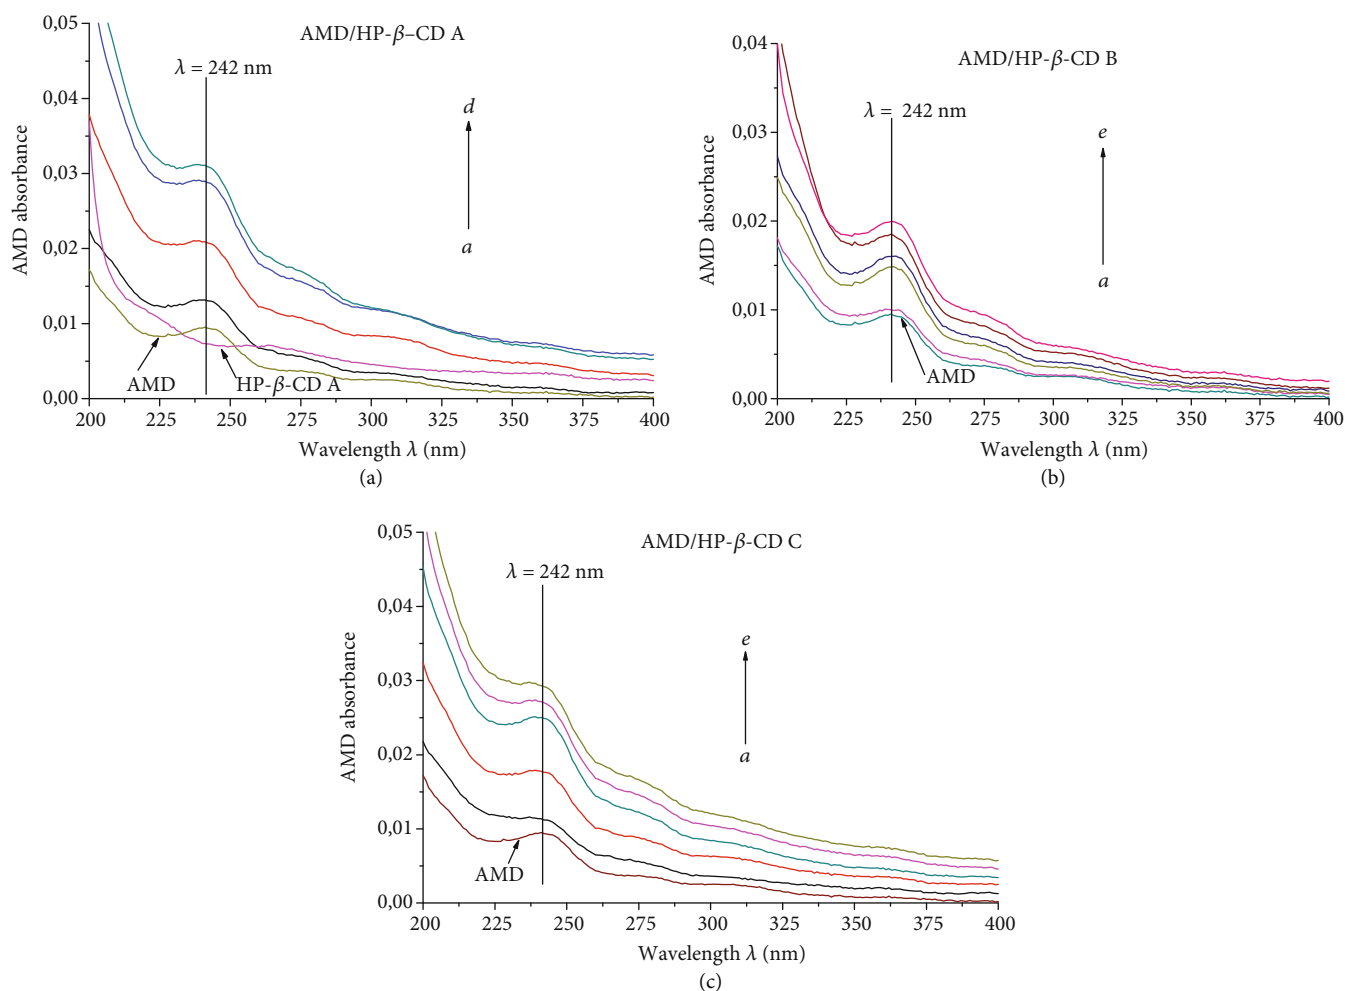 AMD/HP-β–CD A
λ = 242 nm
d
a
AMD
HP-β-CD A
AMD absorbance
0,05
0,04
0,03
0,02
0,01
0,00
200 225 250 275 300 325 350 375 400
Wavelength λ (nm)
(a)
AMD/HP-β-CD B
λ = 242 nm
e
a
AMD
AMD absorbance
0,04
0,03
0,02
0,01
0,00
200 225 250 275 300 325 350 375 400
Wavelength λ (nm)
(b)
AMD/HP-β-CD C
λ = 242 nm
e
a
AMD
AMD absorbance
0,05
0,04
0,03
0,02
0,01
0,00
200 225 250 275 300 325 350 375 400
Wavelength λ (nm)
(c)